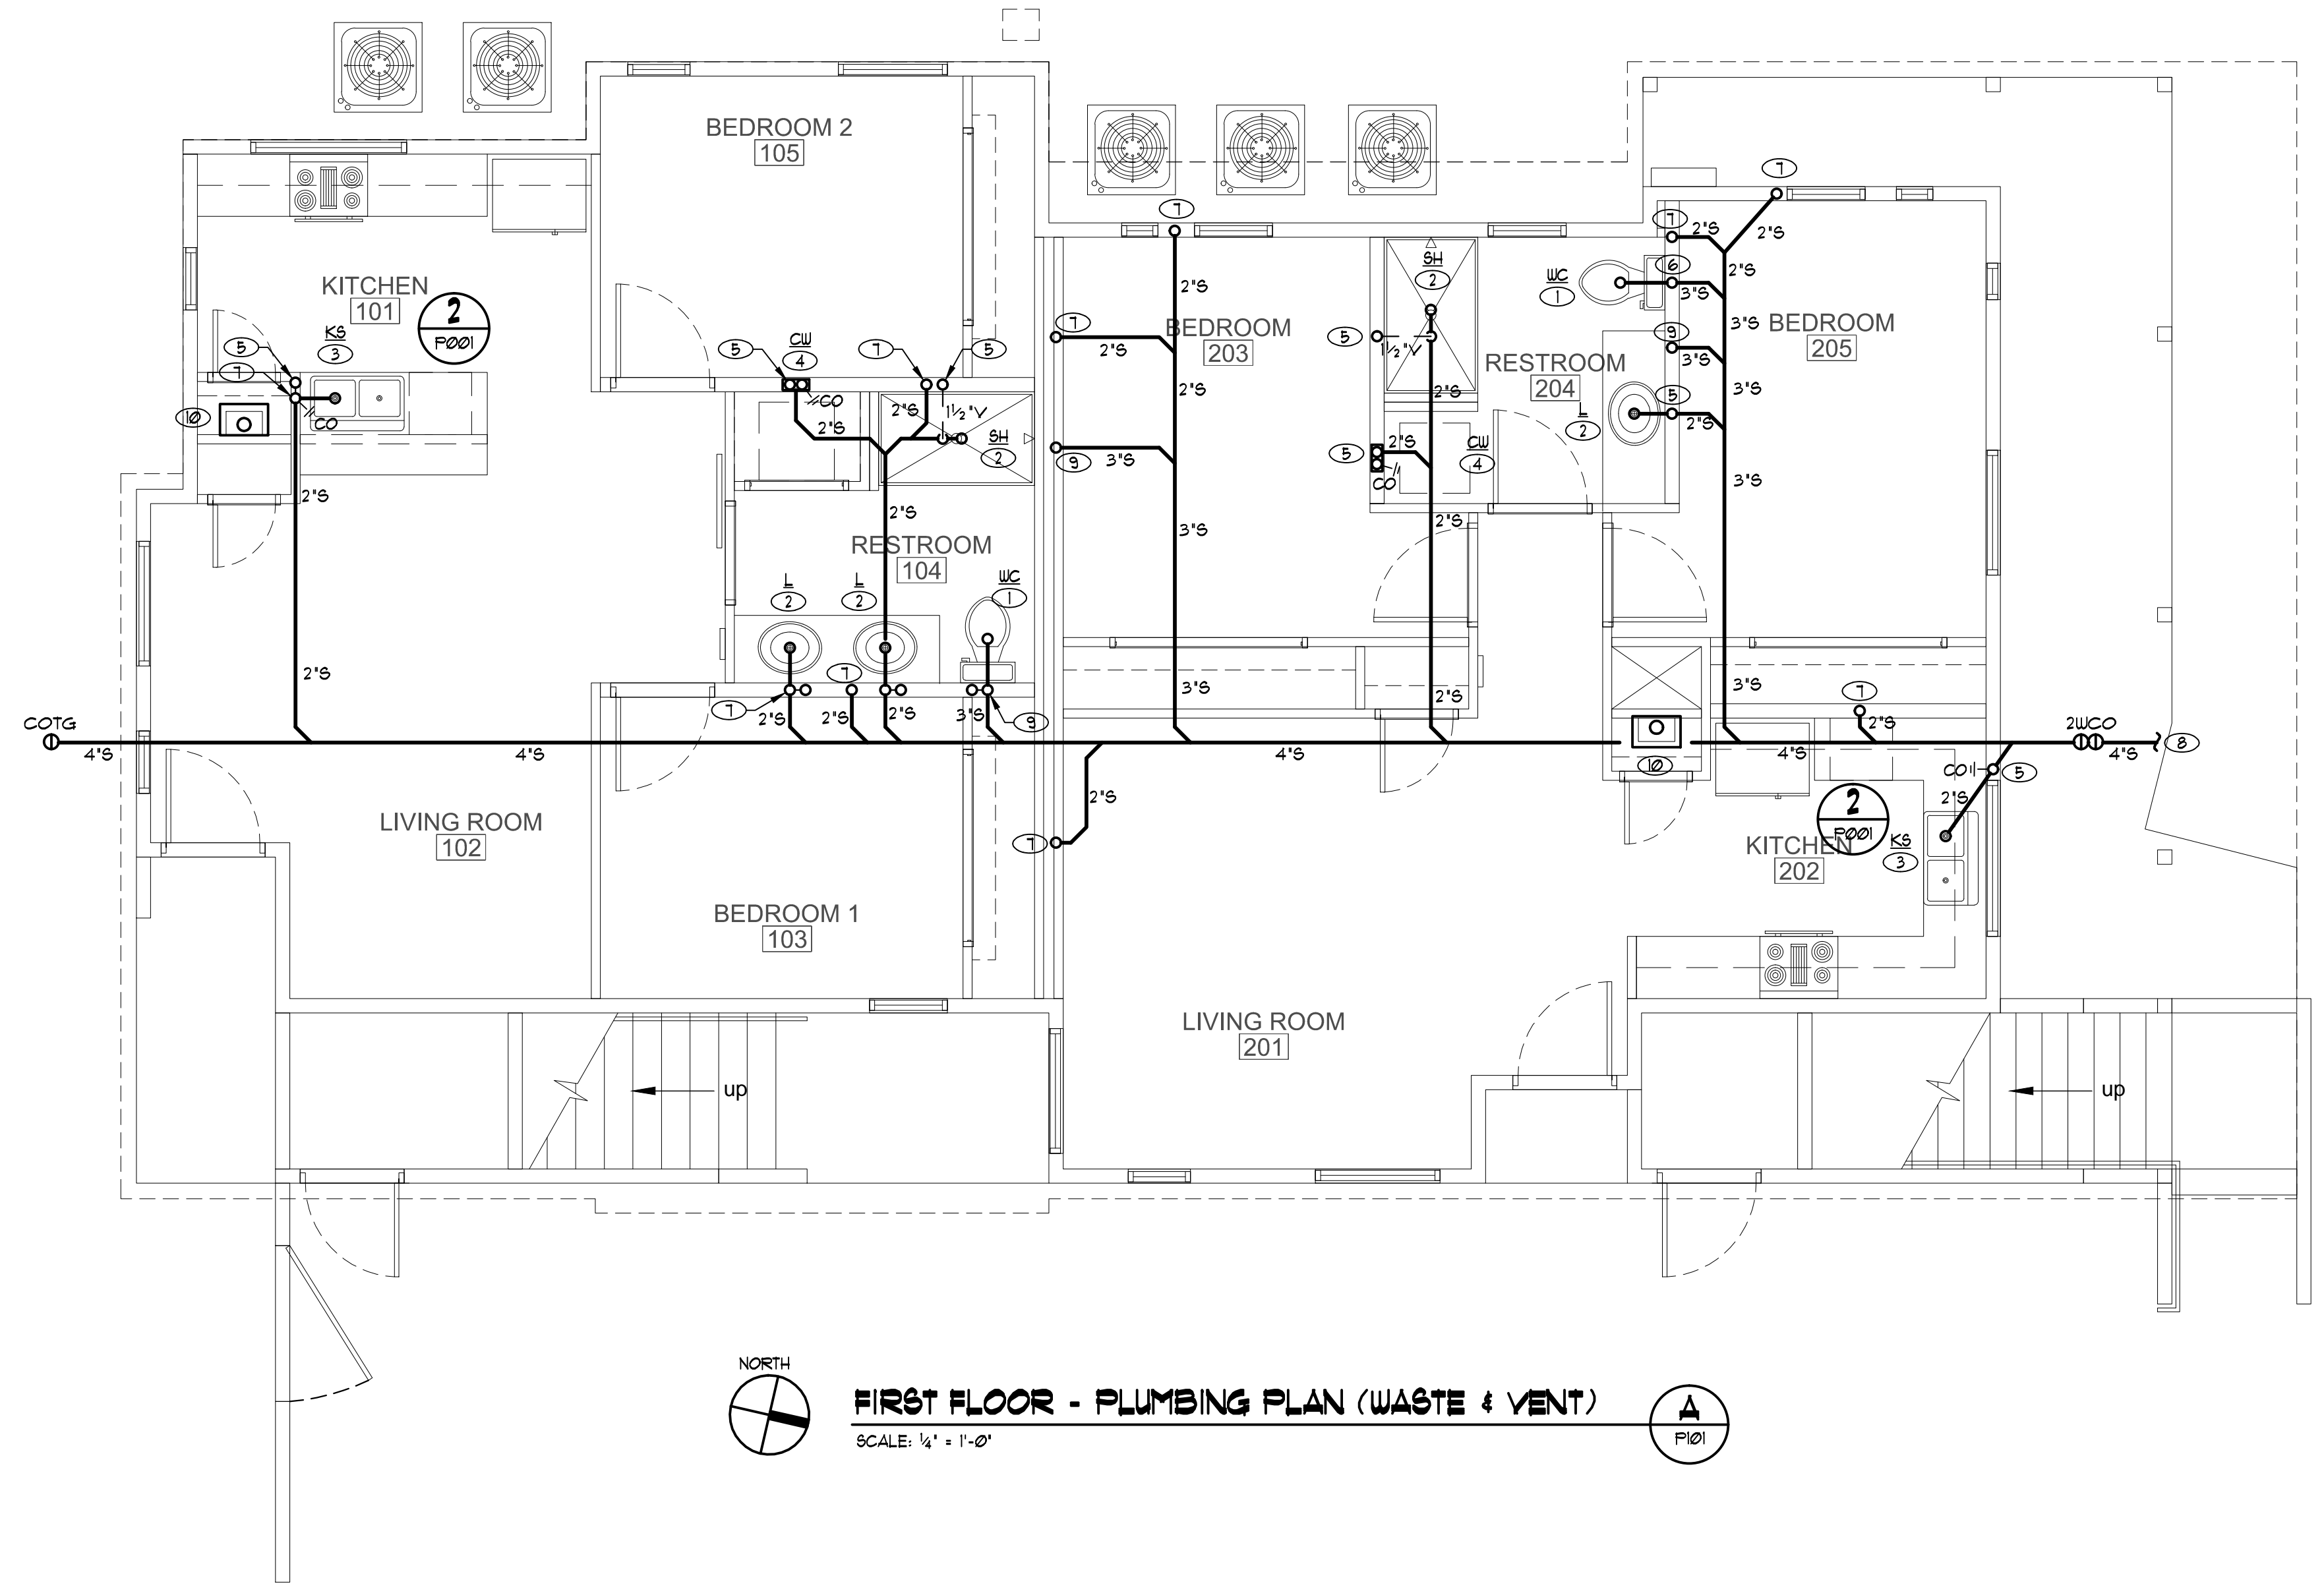 BEDROOM 2
105
7
7
7
2"S
2"S
2"S
2"S
SH
2
WC
1
6
3"S
KITCHEN
101
2
P001
KS
3
5
7
10
CO
5
CW
4
7
5
CO
2"S
2"S
1½"V
SH
2
7
2"S
BEDROOM
203
2"S
5
1½"V
RESTROOM
204
9
3"S
3"S
BEDROOM
205
3"S
2"S
L
2
5
2"S
9
3"S
5
2"S
CO
CW
4
3"S
2"S
2"S
3"S
2"S
RESTROOM
104
L
2
L
2
WC
1
2"S
7
7
2"S
2"S
2"S
3"S
9
3"S
2"S
3"S
7
2"S
COTG
4"S
4"S
4"S
10
4"S
2WCO
4"S
8
CO
5
2"S
2"S
7
LIVING ROOM
102
2
P001
KITCHEN
202
KS
3
BEDROOM 1
103
LIVING ROOM
201
up
up
NORTH
FIRST FLOOR - PLUMBING PLAN (WASTE & VENT)
SCALE: ¼" = 1'-0"
A
P101